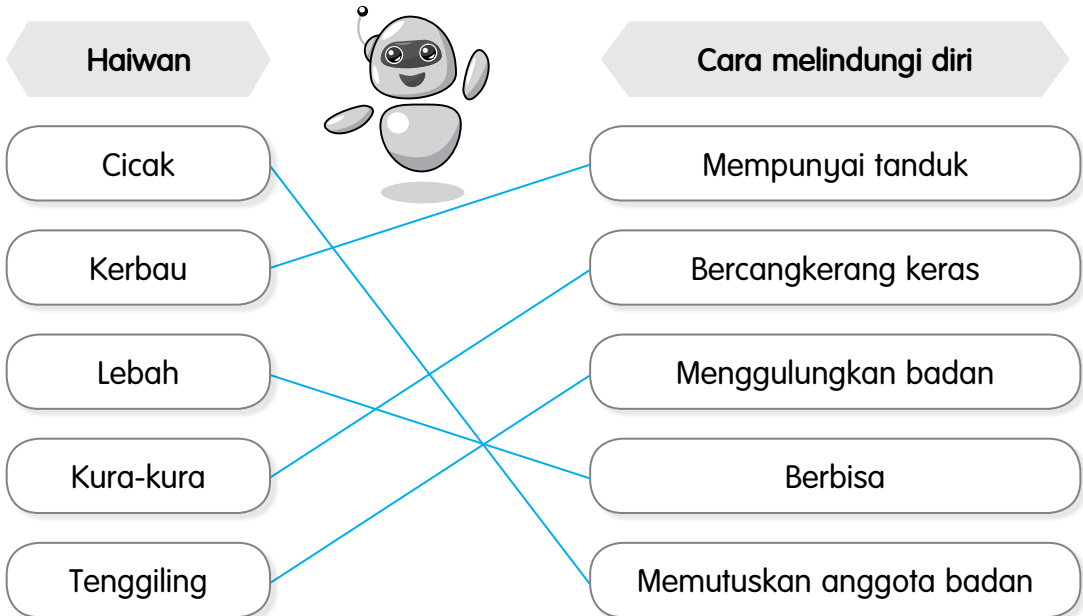 Haiwan
Cara melindungi diri
Cicak
Mempunyai tanduk
Kerbau
Bercangkerang keras
Lebah
Menggulungkan badan
Kura-kura
Berbisa
Tenggiling
Memutuskan anggota badan